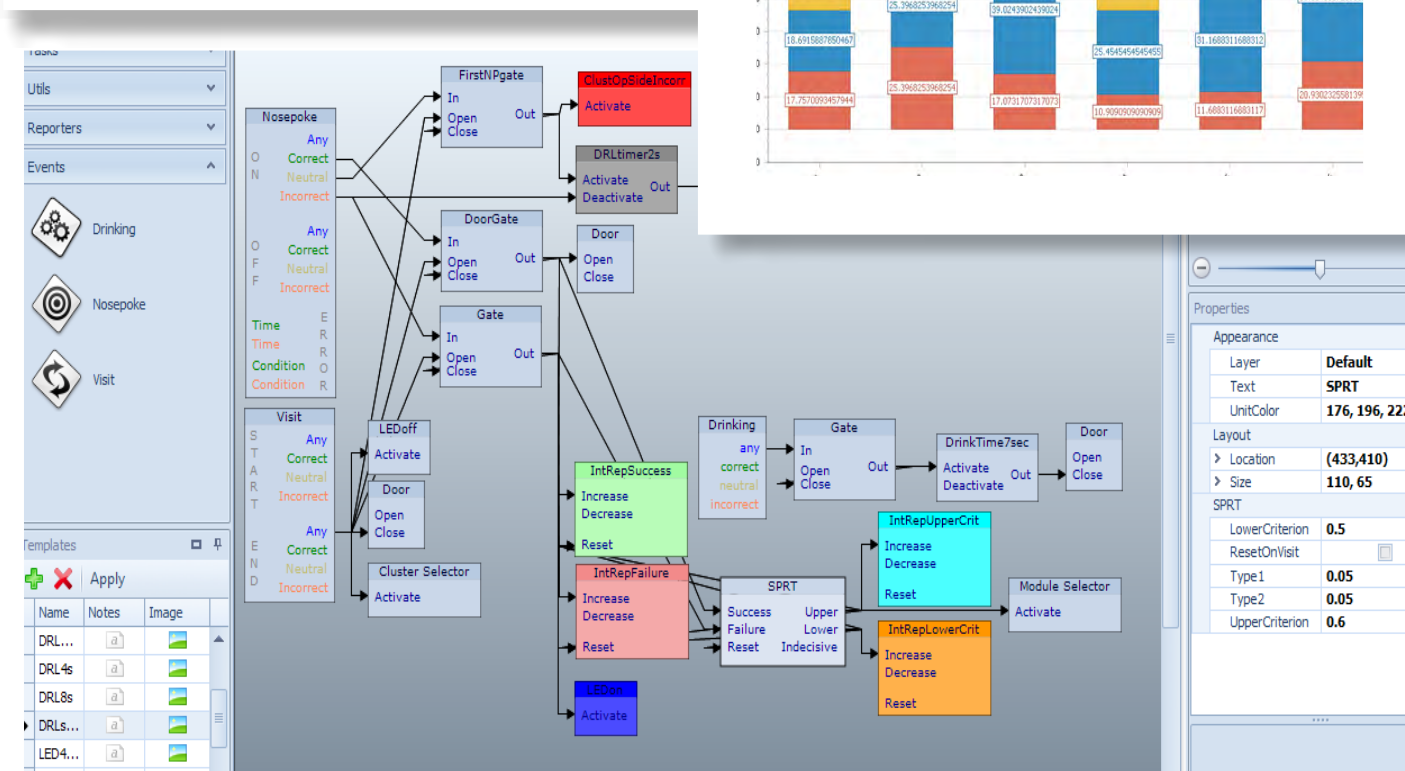 25.3968253968254
39.0243902439024
18.6915887850467
25.4545454545455
31.1688311688312
17.7570093457944
25.3968253968254
17.0731707317073
10.9090909090909
11.6883116883117
20.930232558139
Tasks
Utils
Reporters
Events
Drinking
Nosepoke
Visit
Templates
Apply
Name Notes Image
DRL...
DRL4s
DRL8s
DRLs...
LED4...
Nosepoke
ON
Any
Correct
Neutral
Incorrect
OFF
Any
Correct
Neutral
Incorrect
ERROR
Time
Time
Condition
Condition
Visit
START
Any
Correct
Neutral
Incorrect
END
Any
Correct
Neutral
Incorrect
FirstNPgate
In
Open Out
Close
ClustOpSideIncorr
Activate
DRLtimer2s
Activate Out
Deactivate
DoorGate
In
Open Out
Close
Door
Open
Close
Gate
In
Open Out
Close
LEDoff
Activate
Door
Open
Close
Cluster Selector
Activate
IntRepSuccess
Increase
Decrease
Reset
IntRepFailure
Increase
Decrease
Reset
LEDon
Activate
Drinking
any
correct
neutral
incorrect
Gate
In
Open Out
Close
DrinkTime7sec
Activate Out
Deactivate
Door
Open
Close
SPRT
Success Upper
Failure Lower
Reset Indecisive
IntRepUpperCrit
Increase
Decrease
Reset
IntRepLowerCrit
Increase
Decrease
Reset
Module Selector
Activate
Properties
Appearance
Layer Default
Text SPRT
UnitColor 176, 196, 222
Layout
Location (433,410)
Size 110, 65
SPRT
LowerCriterion 0.5
ResetOnVisit
Type1 0.05
Type2 0.05
UpperCriterion 0.6